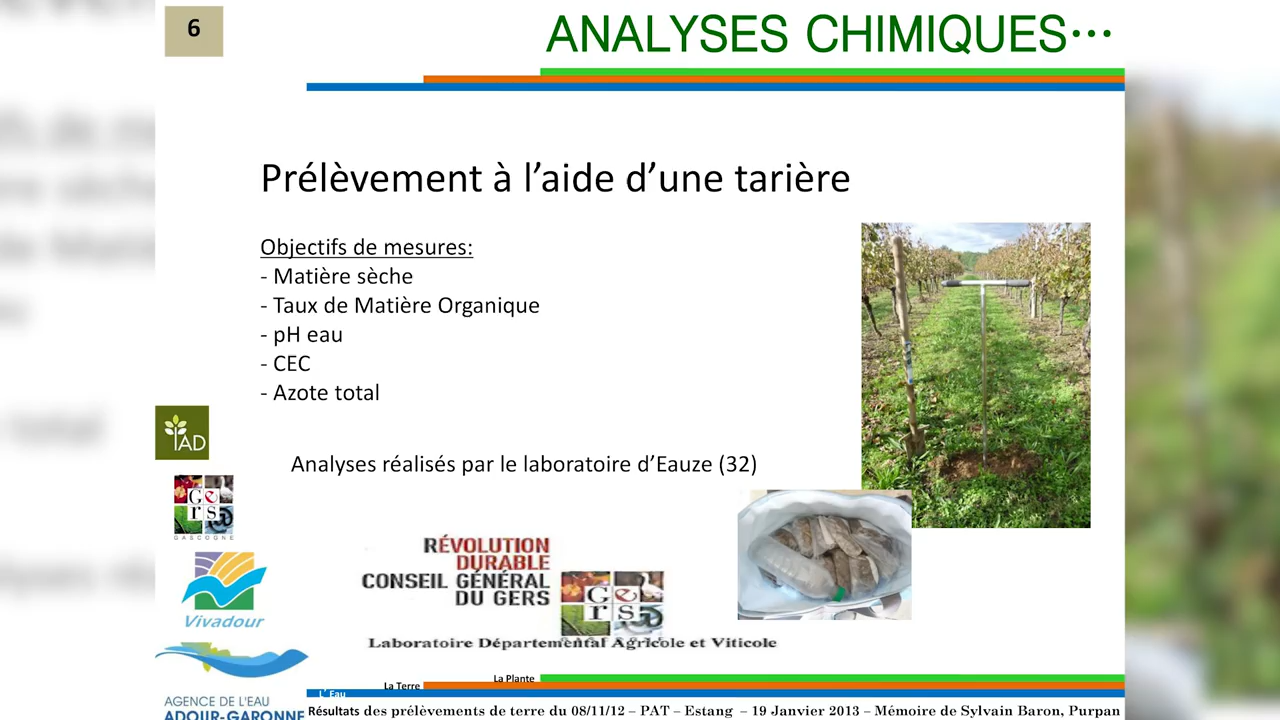 6
ANALYSES CHIMIQUES…
Prélèvement à l’aide d’une tarière
Objectifs de mesures:
- Matière sèche
- Taux de Matière Organique
- pH eau
- CEC
- Azote total
Analyses réalisés par le laboratoire d’Eauze (32)
IAD
Gers
GASCOGNE
Vivadour
AGENCE DE L'EAU
ADOUR-GARONNE
RÉVOLUTION
DURABLE
CONSEIL GÉNÉRAL
DU GERS
Gers
Laboratoire Départemental Agricole et Viticole
La Plante
La Terre
L’ Eau
Résultats des prélèvements de terre du 08/11/12 – PAT – Estang – 19 Janvier 2013 – Mémoire de Sylvain Baron, Purpan